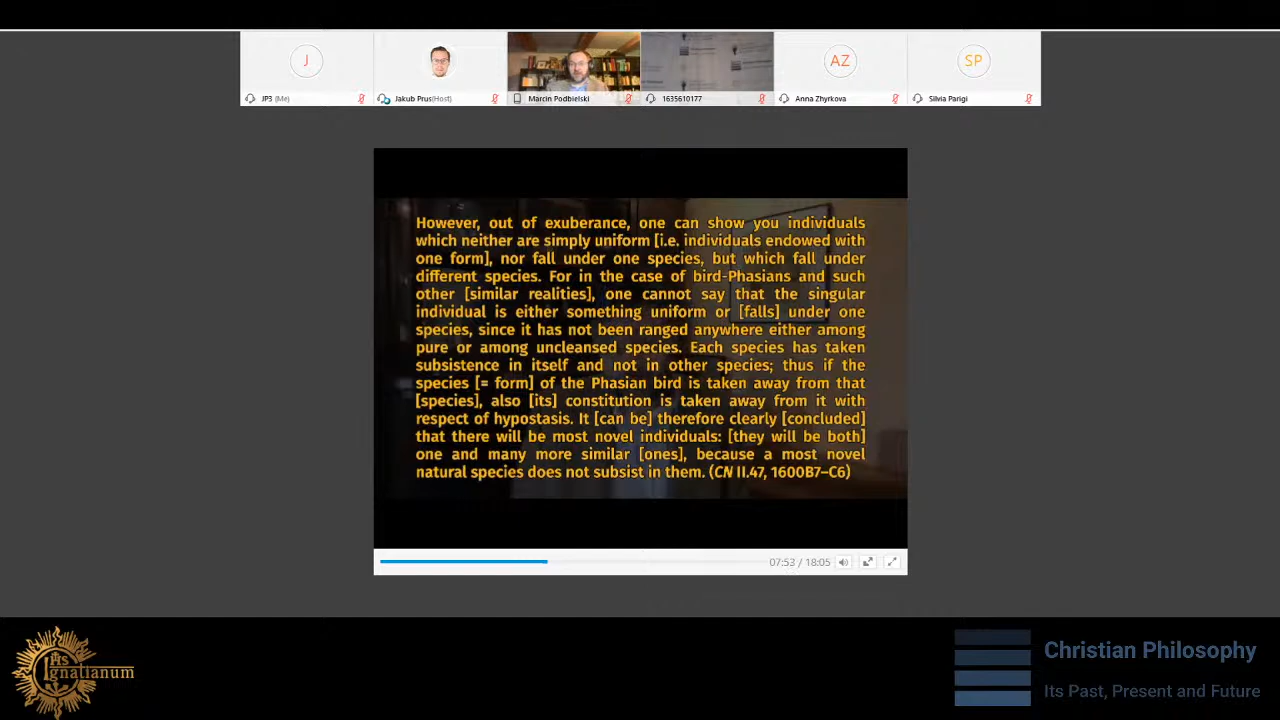 J
AZ
SP
JP3 (Me)
Jakub Prus(Host)
Marcin Podbielski
1635610177
Anna Zhyrkova
Silvia Parigi
However, out of exuberance, one can show you individuals
which neither are simply uniform [i.e. individuals endowed with
one form], nor fall under one species, but which fall under
different species. For in the case of bird-Phasians and such
other [similar realities], one cannot say that the singular
individual is either something uniform or [falls] under one
species, since it has not been ranged anywhere either among
pure or among uncleansed species. Each species has taken
subsistence in itself and not in other species; thus if the
species [= form] of the Phasian bird is taken away from that
[species], also [its] constitution is taken away from it with
respect of hypostasis. It [can be] therefore clearly [concluded]
that there will be most novel individuals: [they will be both]
one and many more similar [ones], because a most novel
natural species does not subsist in them. (CN II.47, 1600B7–C6)
07:53 / 18:05
ihs
Ignatianum
Christian Philosophy
Its Past, Present and Future